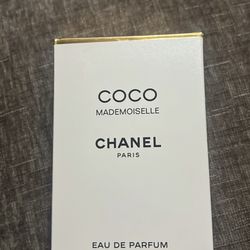 COCO
MADEMOISELLE
CHANEL
PARIS
EAU DE PARFUM